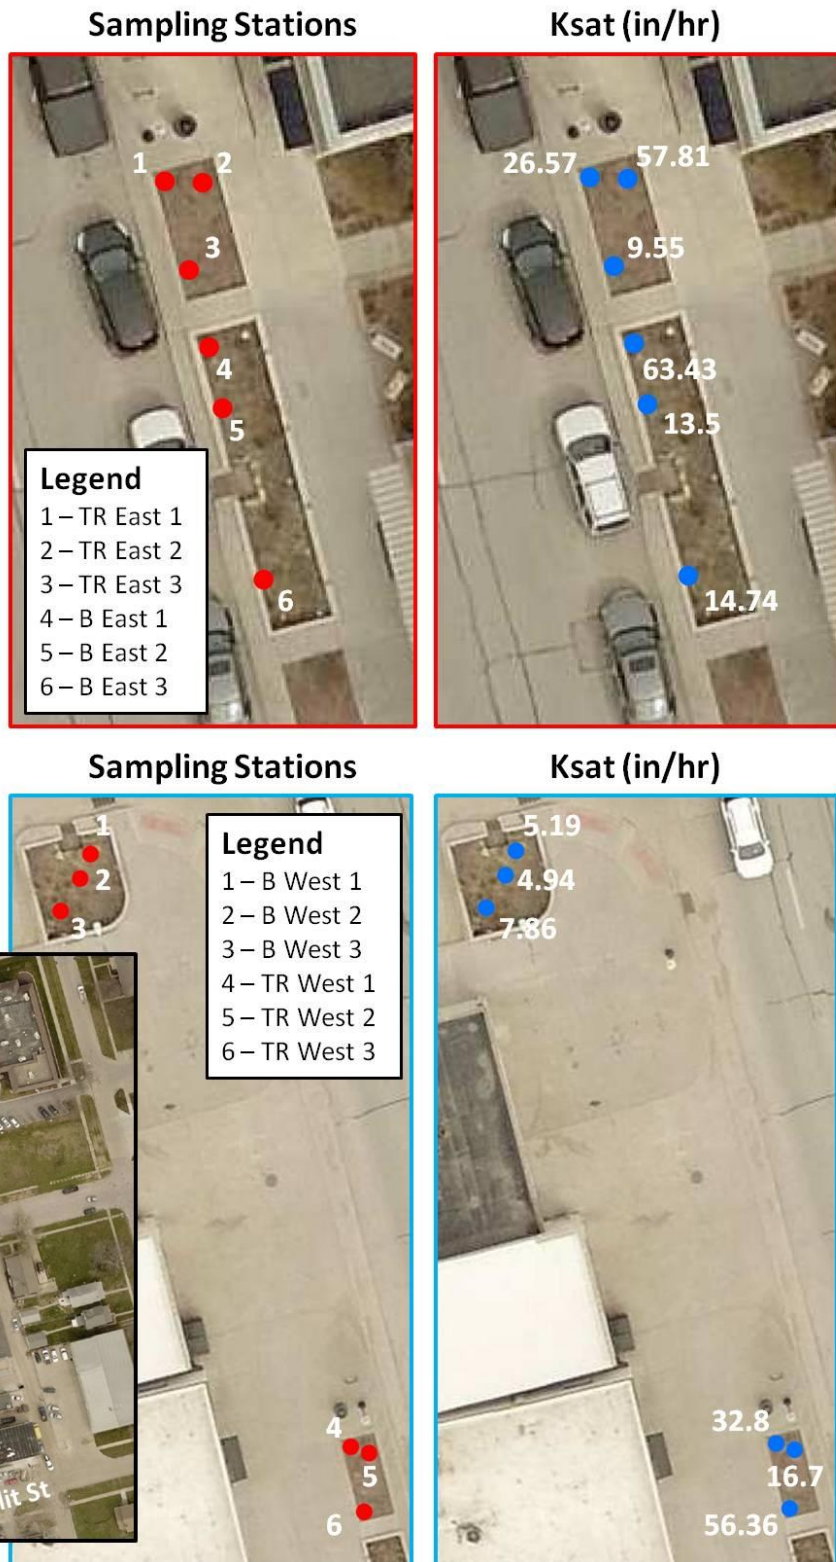 Sampling Stations
Ksat (in/hr)
1
2
3
4
5
6
Legend
1 – TR East 1
2 – TR East 2
3 – TR East 3
4 – B East 1
5 – B East 2
6 – B East 3
26.57
57.81
9.55
63.43
13.5
14.74
Sampling Stations
Ksat (in/hr)
1
2
3
Legend
1 – B West 1
2 – B West 2
3 – B West 3
4 – TR West 1
5 – TR West 2
6 – TR West 3
4
5
6
5.19
4.94
7.86
32.8
16.7
56.36
St